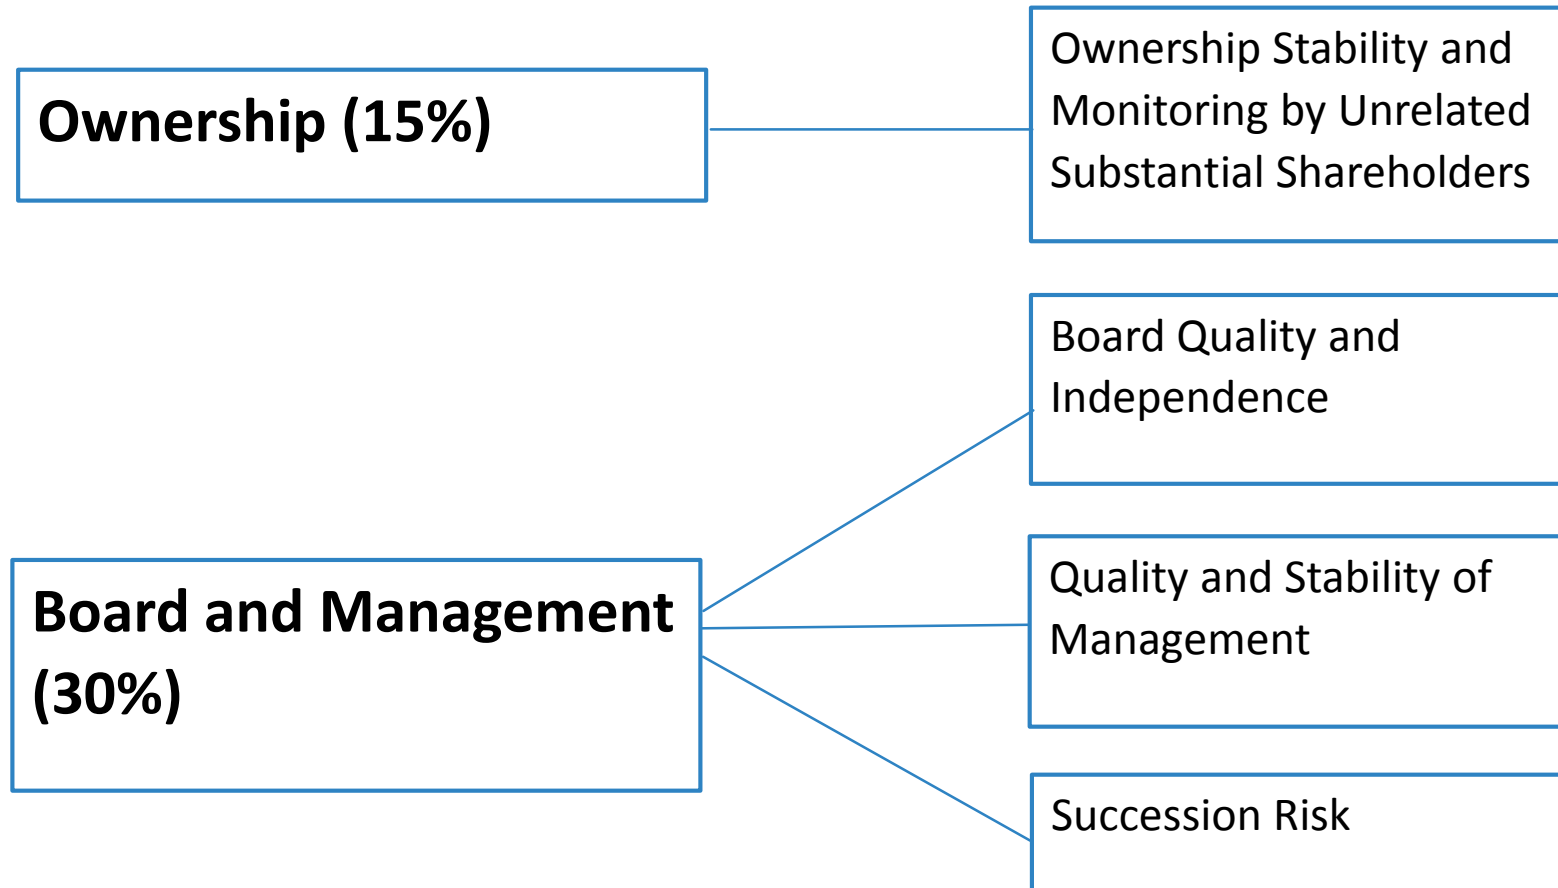 Ownership (15%)
Ownership Stability and
Monitoring by Unrelated
Substantial Shareholders
Board and Management
(30%)
Board Quality and
Independence
Quality and Stability of
Management
Succession Risk